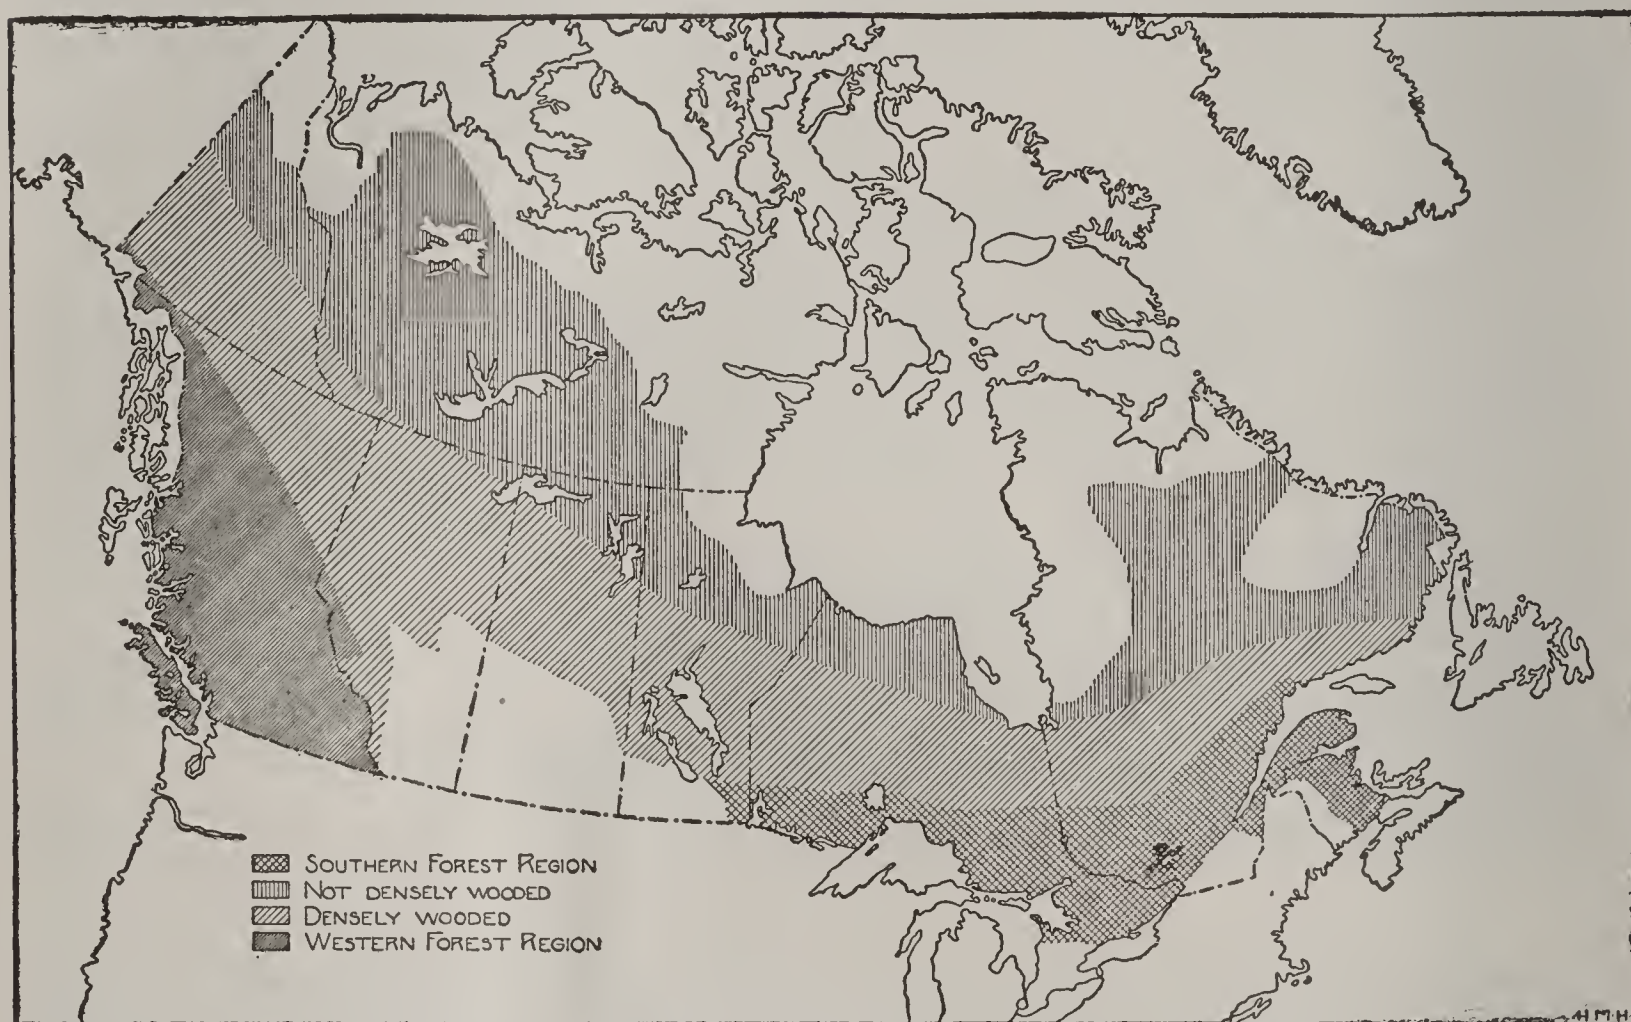 SOUTHERN FOREST REGION
NOT DENSELY WOODED
DENSELY WOODED
WESTERN FOREST REGION
H.M.H.